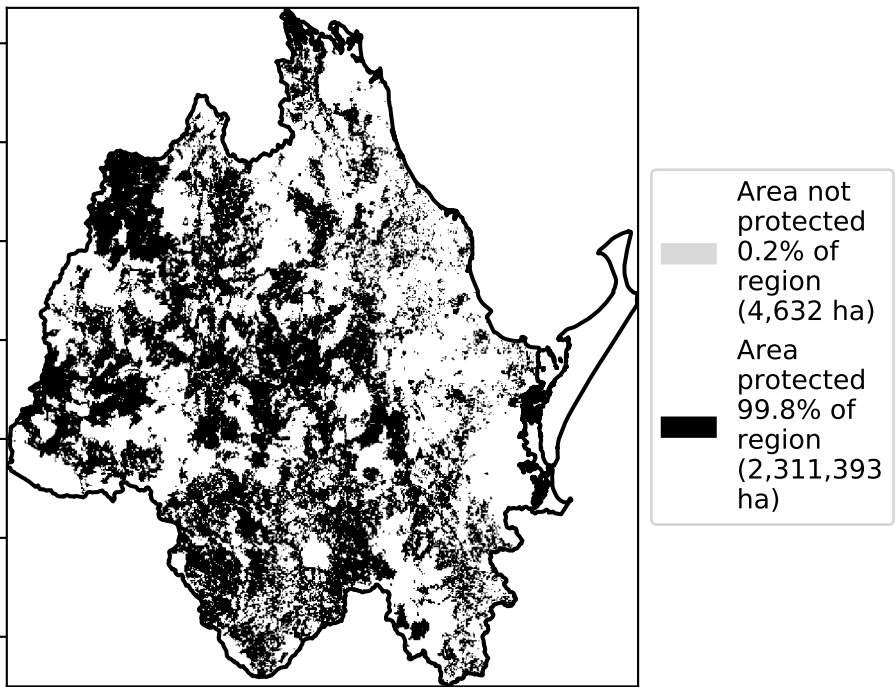 Area not
protected
0.2% of
region
(4,632 ha)
Area
protected
99.8% of
region
(2,311,393
ha)